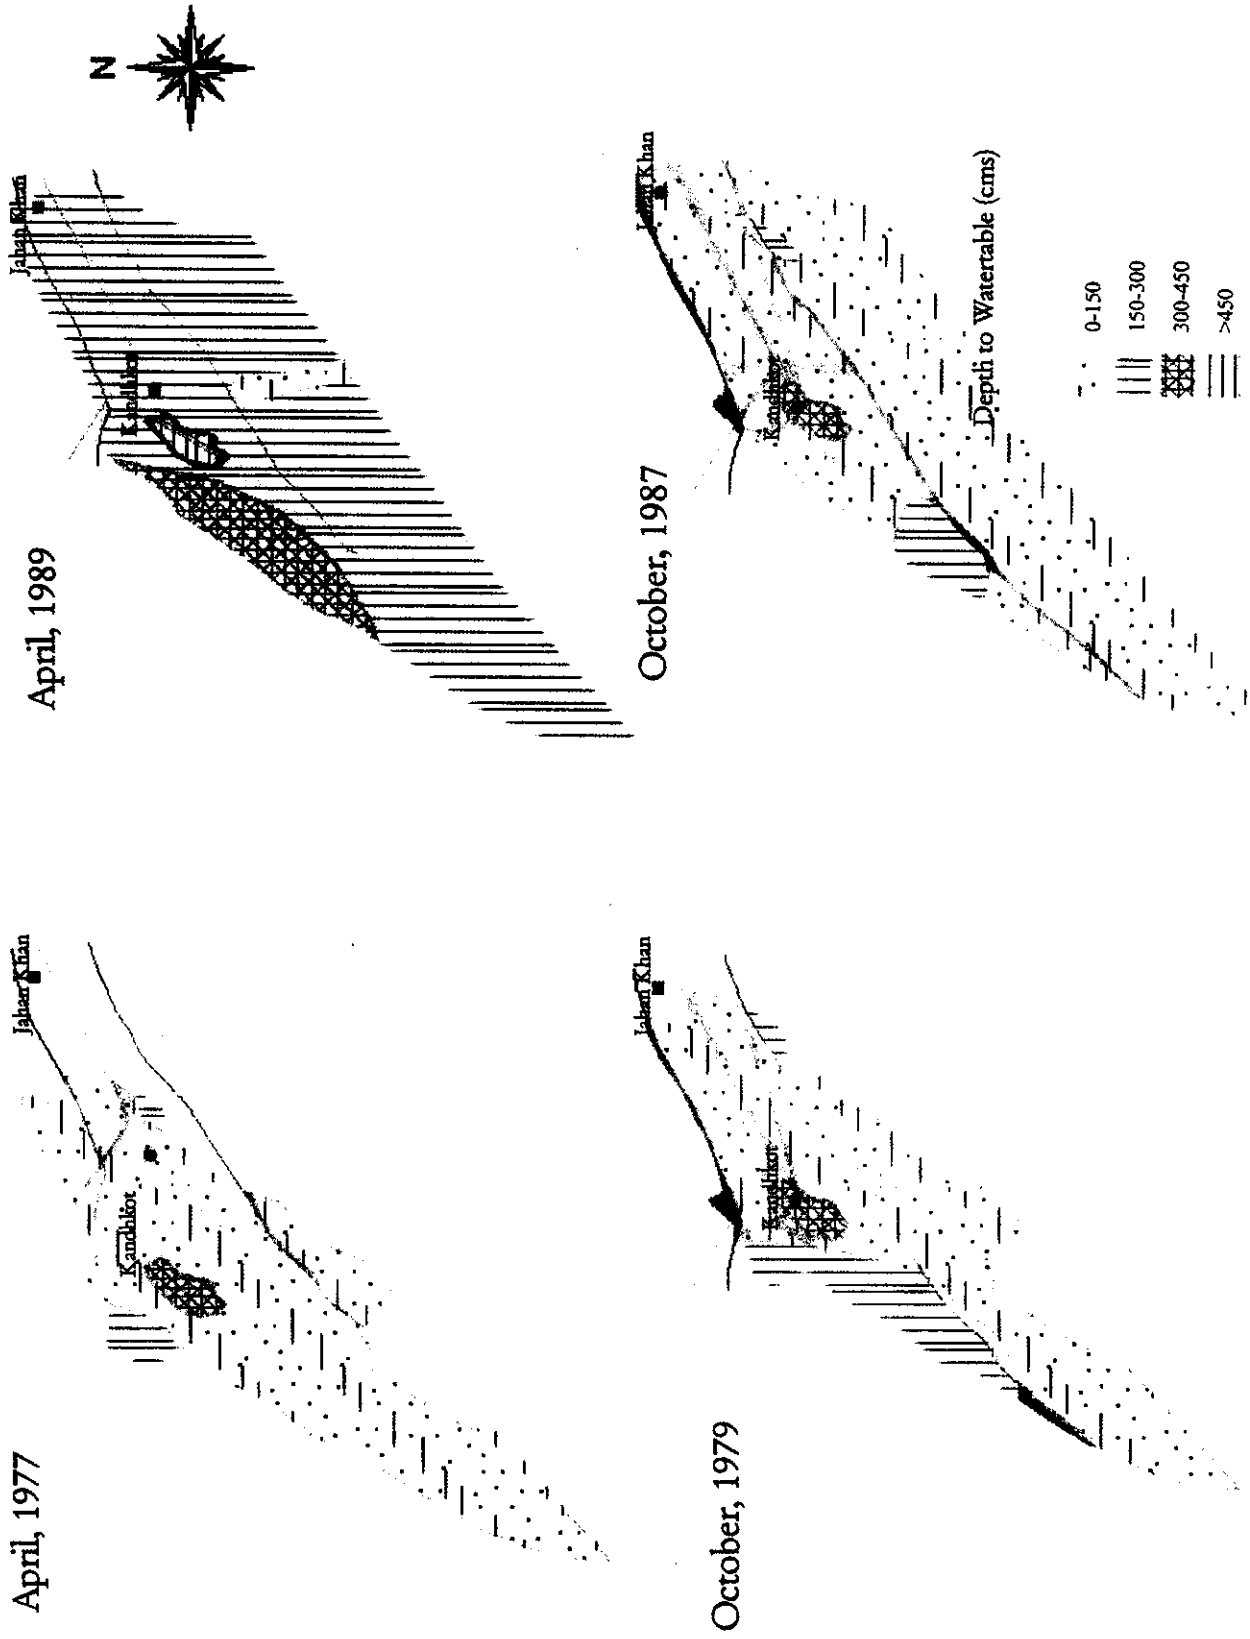 April, 1977
Jahan Khan
Kandhkot
April, 1989
Jahan Khan
Kandhkot
N
October, 1979
Jahan Khan
Kandhkot
October, 1987
Jahan Khan
Kandhkot
Depth to Watertable (cms)
0-150
150-300
300-450
>450